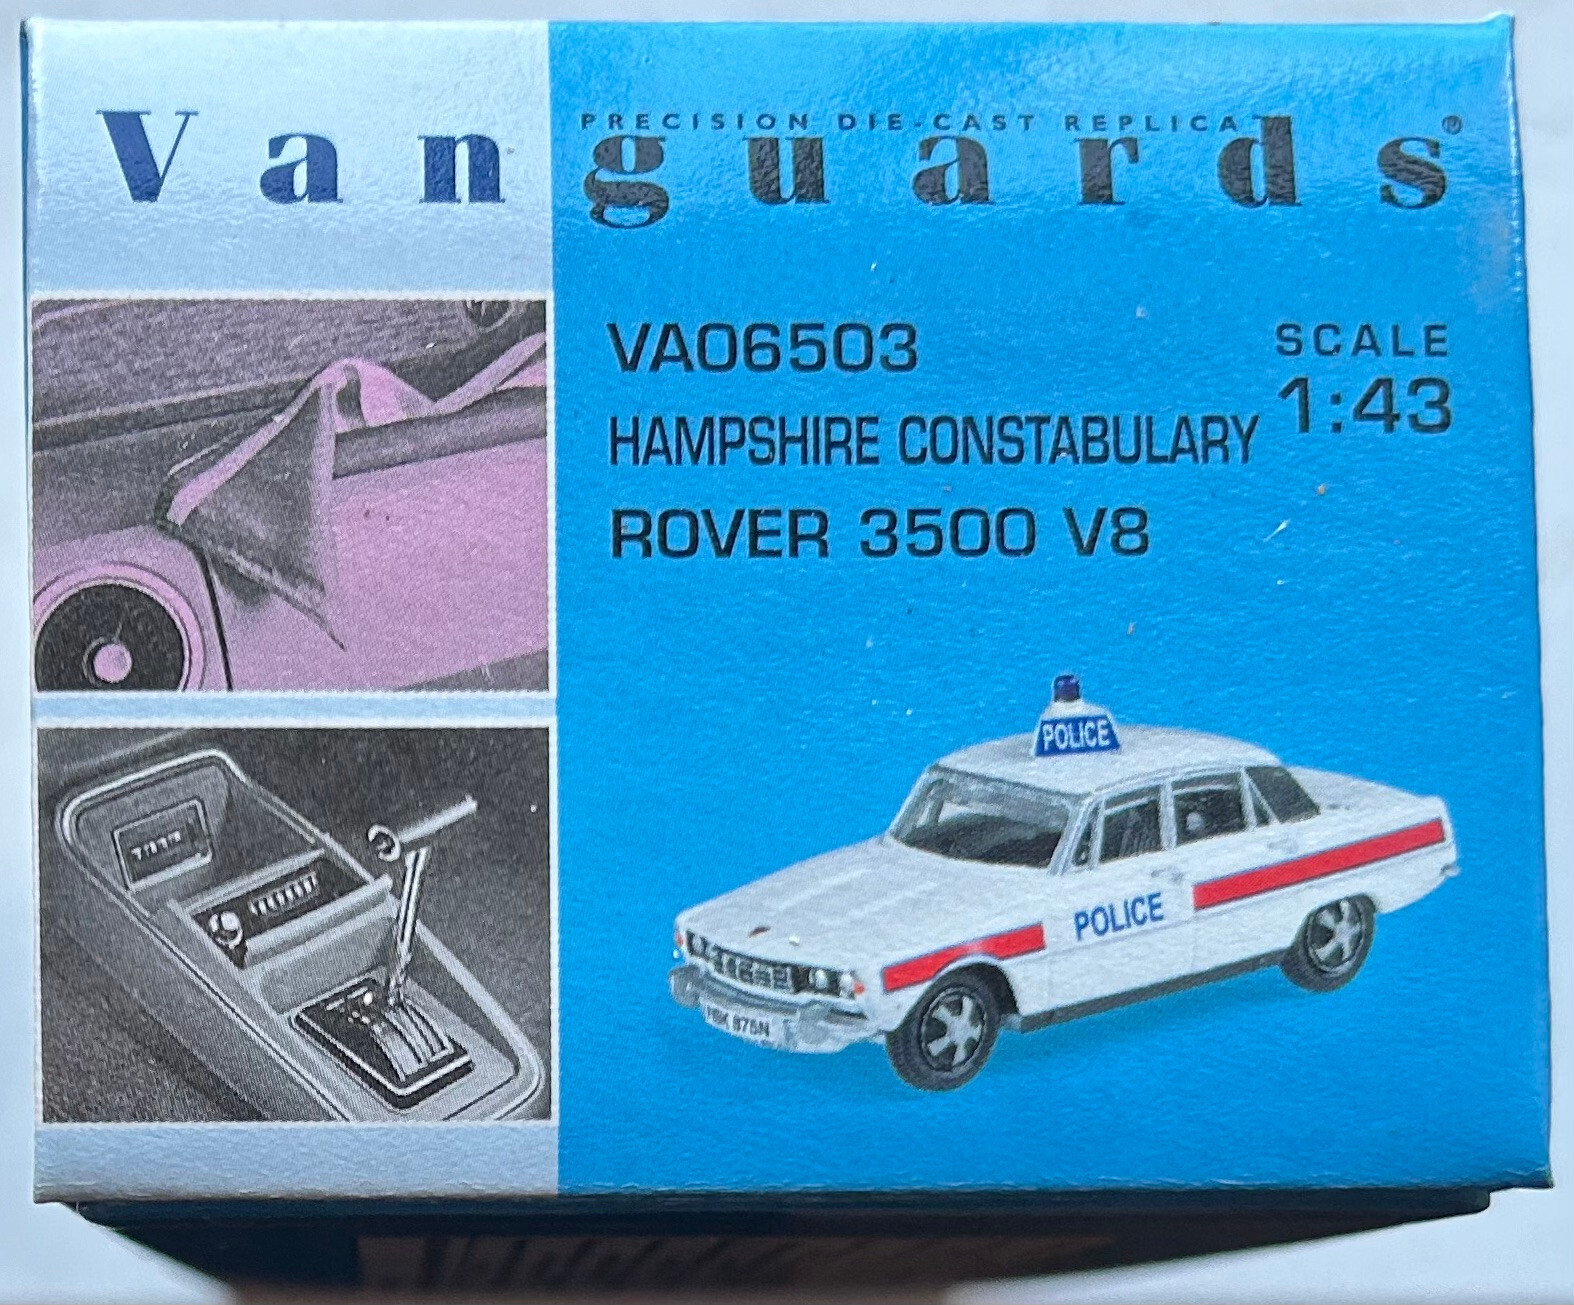 PRECISION DIE-CAST REPLICA
Vanguards®
VA06503
SCALE
1:43
HAMPSHIRE CONSTABULARY
ROVER 3500 V8
POLICE
POLICE